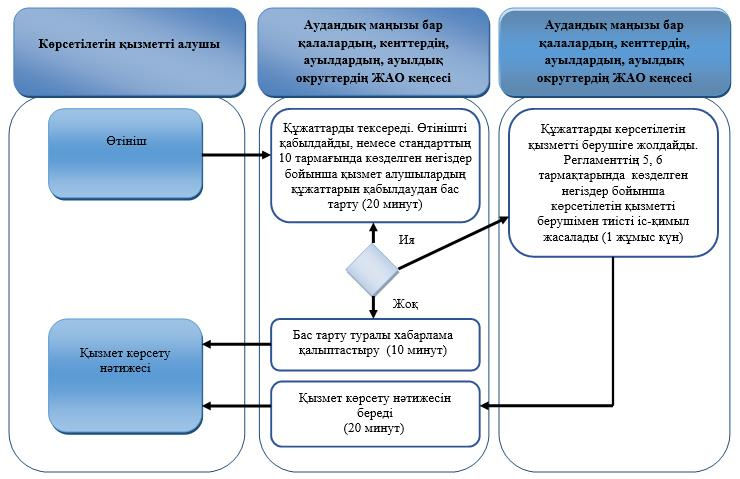 Көрсетілетін қызметті алушы
Аудандық маңызы бар
қалалардың, кенттердің,
ауылдардың, ауылдық
округтердің ЖАО кеңсесі
Аудандық маңызы бар
қалалардың, кенттердің,
ауылдардың, ауылдық
округтердің ЖАО кеңсесі
Өтініш
Құжаттарды тексереді. Өтінішті
қабылдайды, немесе стандарттың
10 тармағында көзделген негіздер
бойынша қызмет алушылардың
құжаттарын қабылдаудан бас
тарту (20 минут)
Құжаттарды көрсетілетін
қызметті берушіге жолдайды.
Регламенттің 5, 6
тармақтарында көзделген
негіздер бойынша
көрсетілетін қызметті
берушімен тиісті іс-қимыл
жасалады (1 жұмыс күн)
Ия
Жоқ
Бас тарту туралы хабарлама
қалыптастыру (10 минут)
Қызмет көрсету
нәтижесі
Қызмет көрсету нәтижесін
береді
(20 минут)